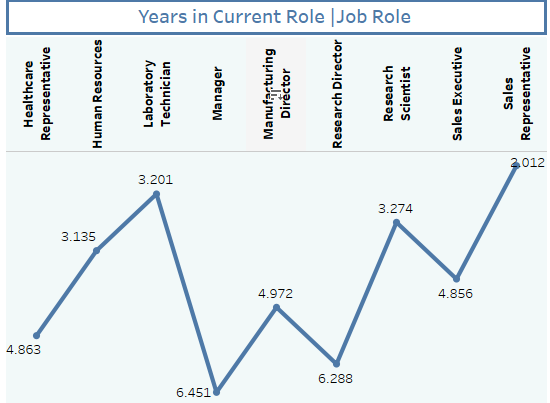 Years in Current Role | Job Role
Healthcare
Representative
Human Resources
Laboratory
Technician
Manager
Manufacturing
Director
Research Director
Research
Scientist
Sales Executive
Sales
Representative
4.863
3.135
3.201
6.451
4.972
6.288
3.274
4.856
2.012